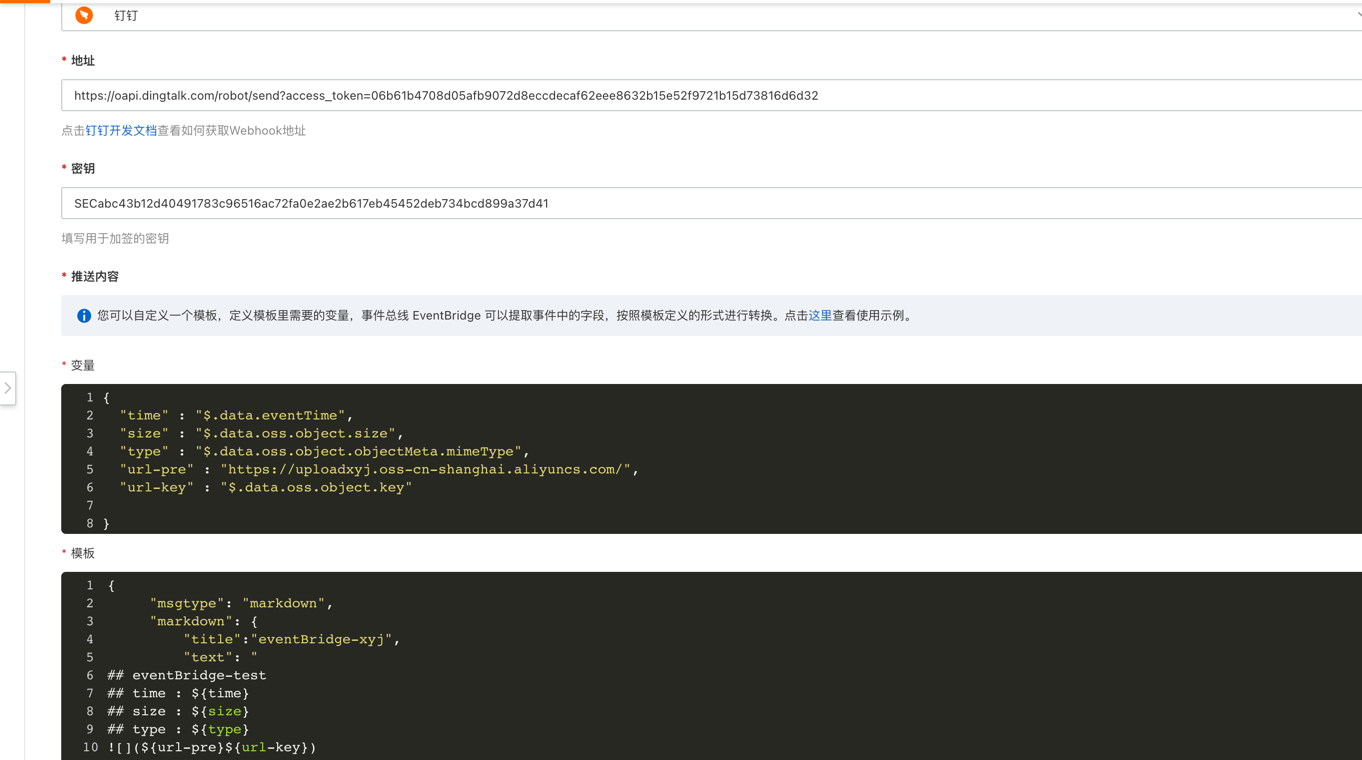 钉钉
* 地址
https://oapi.dingtalk.com/robot/send?access_token=06b61b4708d05afb9072d8eccdecaf62eee8632b15e52f9721b15d73816d6d32
点击钉钉开发文档查看如何获取Webhook地址
* 密钥
SECabc43b12d40491783c96516ac72fa0e2ae2b617eb45452deb734bcd899a37d41
填写用于加签的密钥
* 推送内容
您可以自定义一个模板，定义模板里需要的变量，事件总线 EventBridge 可以提取事件中的字段，按照模板定义的形式进行转换。点击这里查看使用示例。
* 变量
1 {
2 "time" : "$.data.eventTime",
3 "size" : "$.data.oss.object.size",
4 "type" : "$.data.oss.object.objectMeta.mimeType",
5 "url-pre" : "https://uploadxyj.oss-cn-shanghai.aliyuncs.com/",
6 "url-key" : "$.data.oss.object.key"
7
8 }
* 模板
1 {
2 "msgtype": "markdown",
3 "markdown": {
4 "title":"eventBridge-xyj",
5 "text": "
6 ## eventBridge-test
7 ## time : ${time}
8 ## size : ${size}
9 ## type : ${type}
10 ![](${url-pre}${url-key})